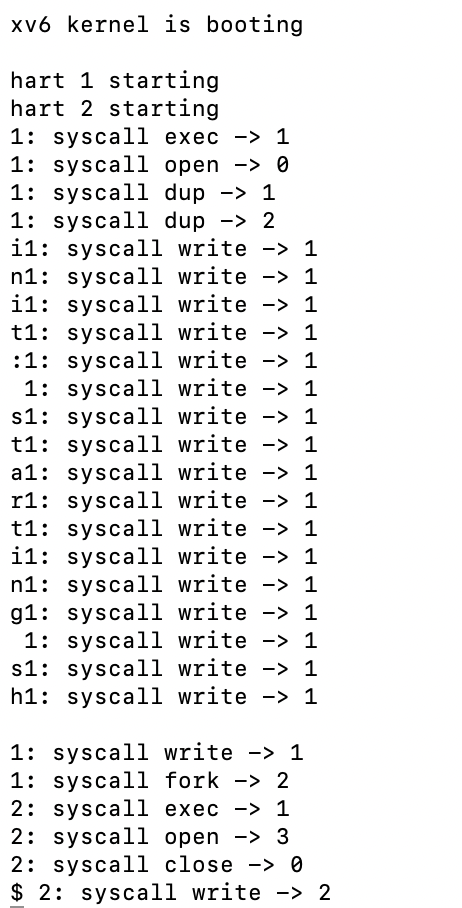 xv6 kernel is booting

hart 1 starting
hart 2 starting
1: syscall exec -> 1
1: syscall open -> 0
1: syscall dup -> 1
1: syscall dup -> 2
i1: syscall write -> 1
n1: syscall write -> 1
i1: syscall write -> 1
t1: syscall write -> 1
:1: syscall write -> 1
 1: syscall write -> 1
s1: syscall write -> 1
t1: syscall write -> 1
a1: syscall write -> 1
r1: syscall write -> 1
t1: syscall write -> 1
i1: syscall write -> 1
n1: syscall write -> 1
g1: syscall write -> 1
 1: syscall write -> 1
s1: syscall write -> 1
h1: syscall write -> 1

1: syscall write -> 1
1: syscall fork -> 2
2: syscall exec -> 1
2: syscall open -> 3
2: syscall close -> 0
$ 2: syscall write -> 2